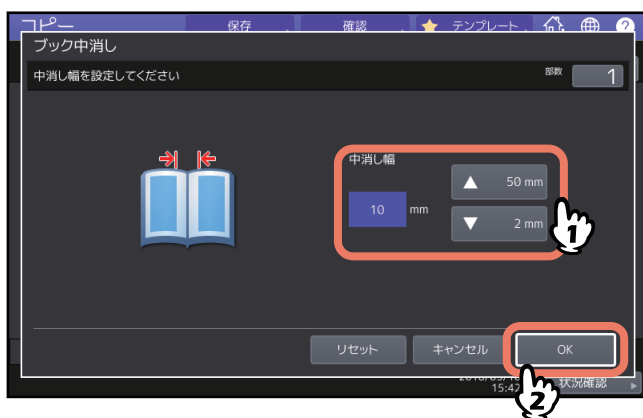 コピー 保存 確認 テンプレート ?
ブック中消し
中消し幅を設定してください 部数 1
中消し幅
▲ 50 mm
10 mm
▼ 2 mm
1
リセット キャンセル OK
15:47 状況確認
2